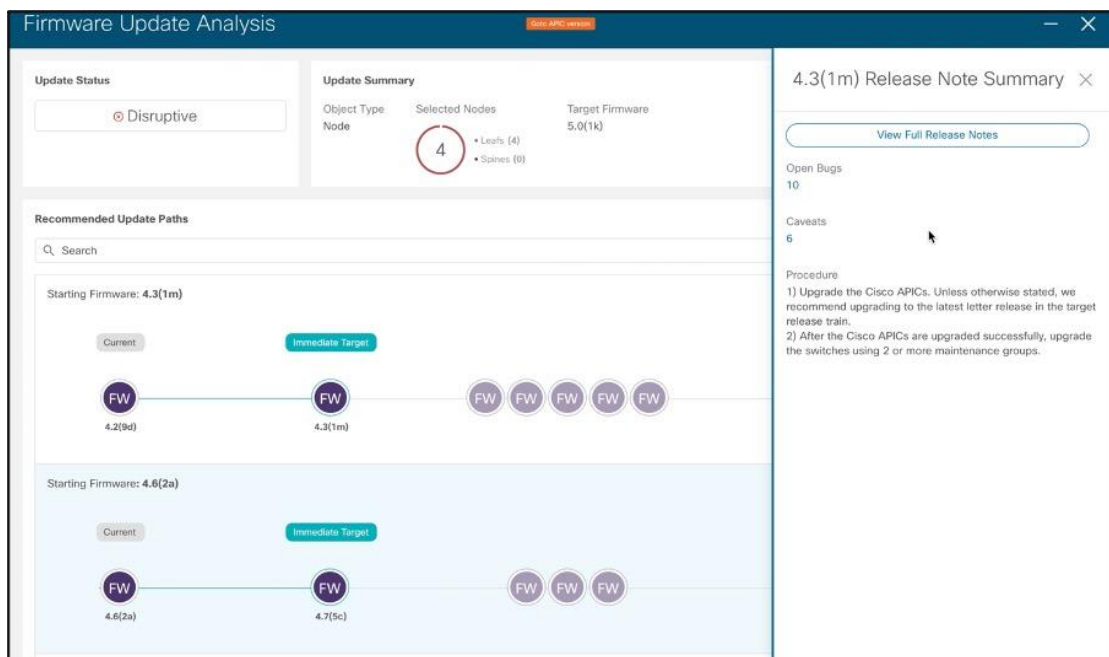 Firmware Update Analysis
Goto APIC version
Update Status
Disruptive
Update Summary
Object Type
Node
Selected Nodes
4
• Leafs (4)
• Spines (0)
Target Firmware
5.0(1k)
Recommended Update Paths
Search
Starting Firmware: 4.3(1m)
Current
Immediate Target
FW
FW
FW FW FW FW FW
4.2(9d)
4.3(1m)
Starting Firmware: 4.6(2a)
Current
Immediate Target
FW
FW
FW FW FW
4.6(2a)
4.7(5c)
4.3(1m) Release Note Summary
View Full Release Notes
Open Bugs
10
Caveats
6
Procedure
1) Upgrade the Cisco APICs. Unless otherwise stated, we
recommend upgrading to the latest letter release in the target
release train.
2) After the Cisco APICs are upgraded successfully, upgrade
the switches using 2 or more maintenance groups.